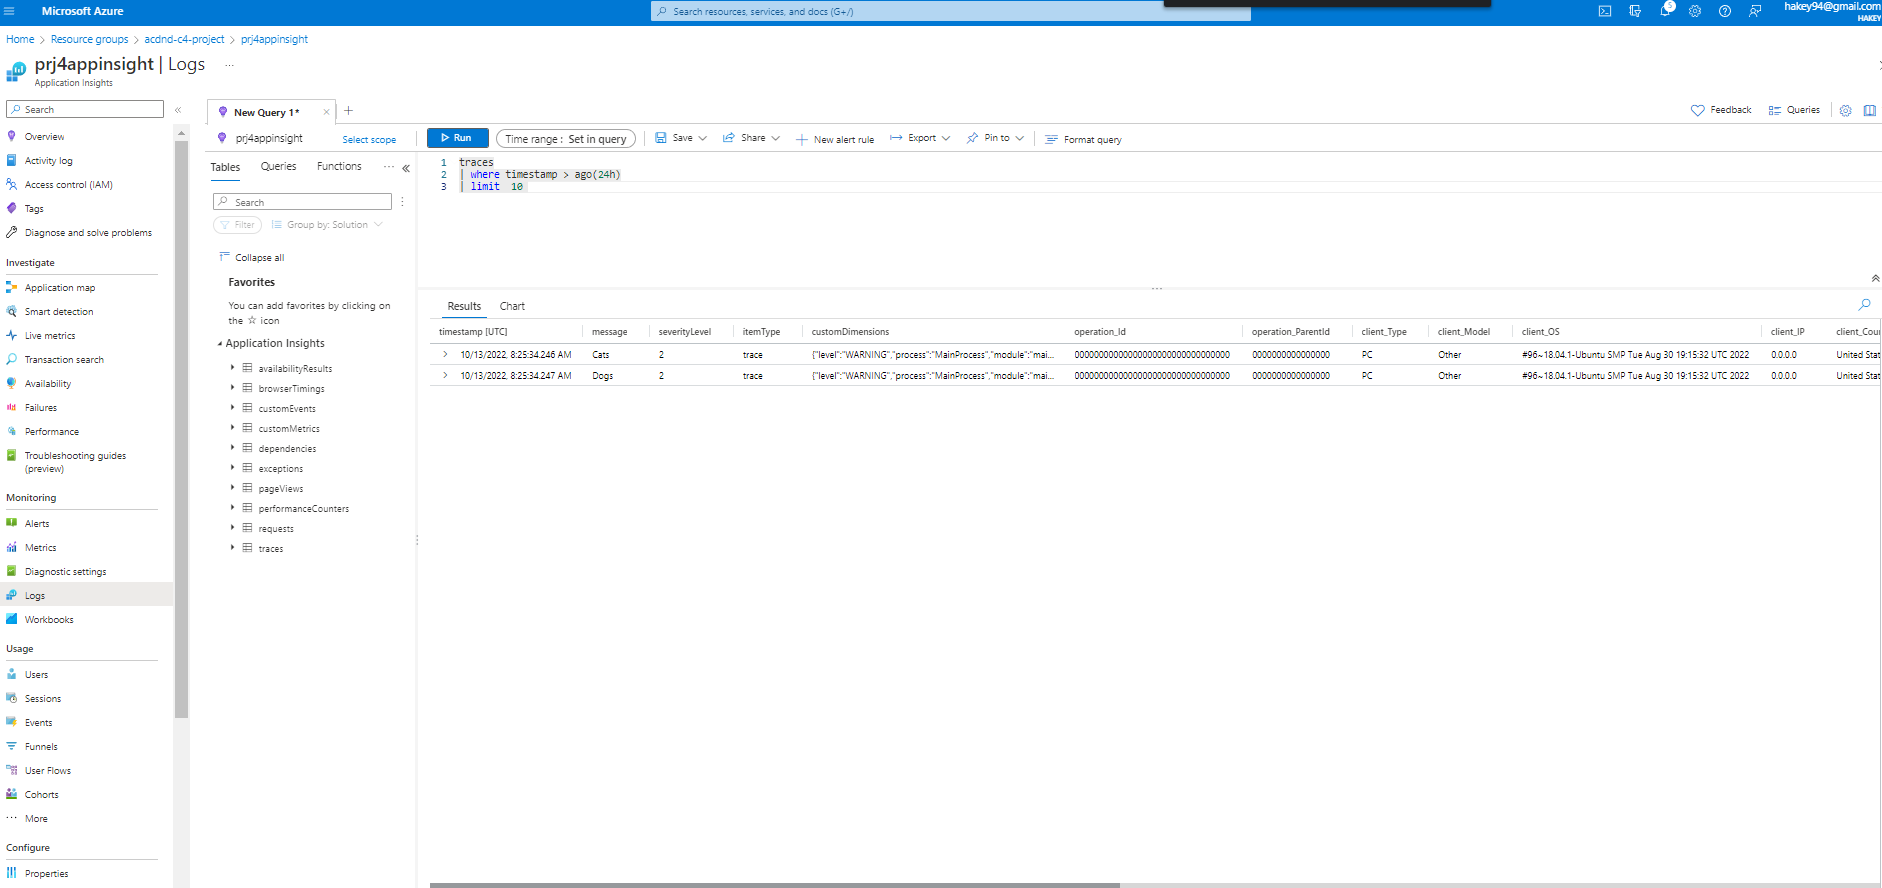 Microsoft Azure
Search resources, services, and docs (G+/)
5
hakey94@gmail.com
HAKEY
Home > Resource groups > acdnd-c4-project > prj4appinsight
prj4appinsight | Logs ...
Application Insights
Search
Overview
Activity log
Access control (IAM)
Tags
Diagnose and solve problems
Investigate
Application map
Smart detection
Live metrics
Transaction search
Availability
Failures
Performance
Troubleshooting guides
(preview)
Monitoring
Alerts
Metrics
Diagnostic settings
Logs
Workbooks
Usage
Users
Sessions
Events
Funnels
User Flows
Cohorts
More
Configure
Properties
New Query 1*
Feedback
Queries
prj4appinsight
Select scope
Run
Time range : Set in query
Save
Share
New alert rule
Export
Pin to
Format query
Tables Queries Functions ...
Search
Filter
Group by: Solution
Collapse all
Favorites
You can add favorites by clicking on
the ☆ icon
Application Insights
availabilityResults
browserTimings
customEvents
customMetrics
dependencies
exceptions
pageViews
performanceCounters
requests
traces
1 traces
2 | where timestamp > ago(24h)
3 | limit 10
Results Chart
timestamp [UTC] message severityLevel itemType customDimensions operation_Id operation_ParentId client_Type client_Model client_OS client_IP client_Cou
10/13/2022, 8:25:34.246 AM Cats 2 trace {"level":"WARNING","process":"MainProcess","module":"mai... 00000000000000000000000000000000 0000000000000000 PC Other #96~18.04.1-Ubuntu SMP Tue Aug 30 19:15:32 UTC 2022 0.0.0.0 United Stat
10/13/2022, 8:25:34.247 AM Dogs 2 trace {"level":"WARNING","process":"MainProcess","module":"mai... 00000000000000000000000000000000 0000000000000000 PC Other #96~18.04.1-Ubuntu SMP Tue Aug 30 19:15:32 UTC 2022 0.0.0.0 United Stat